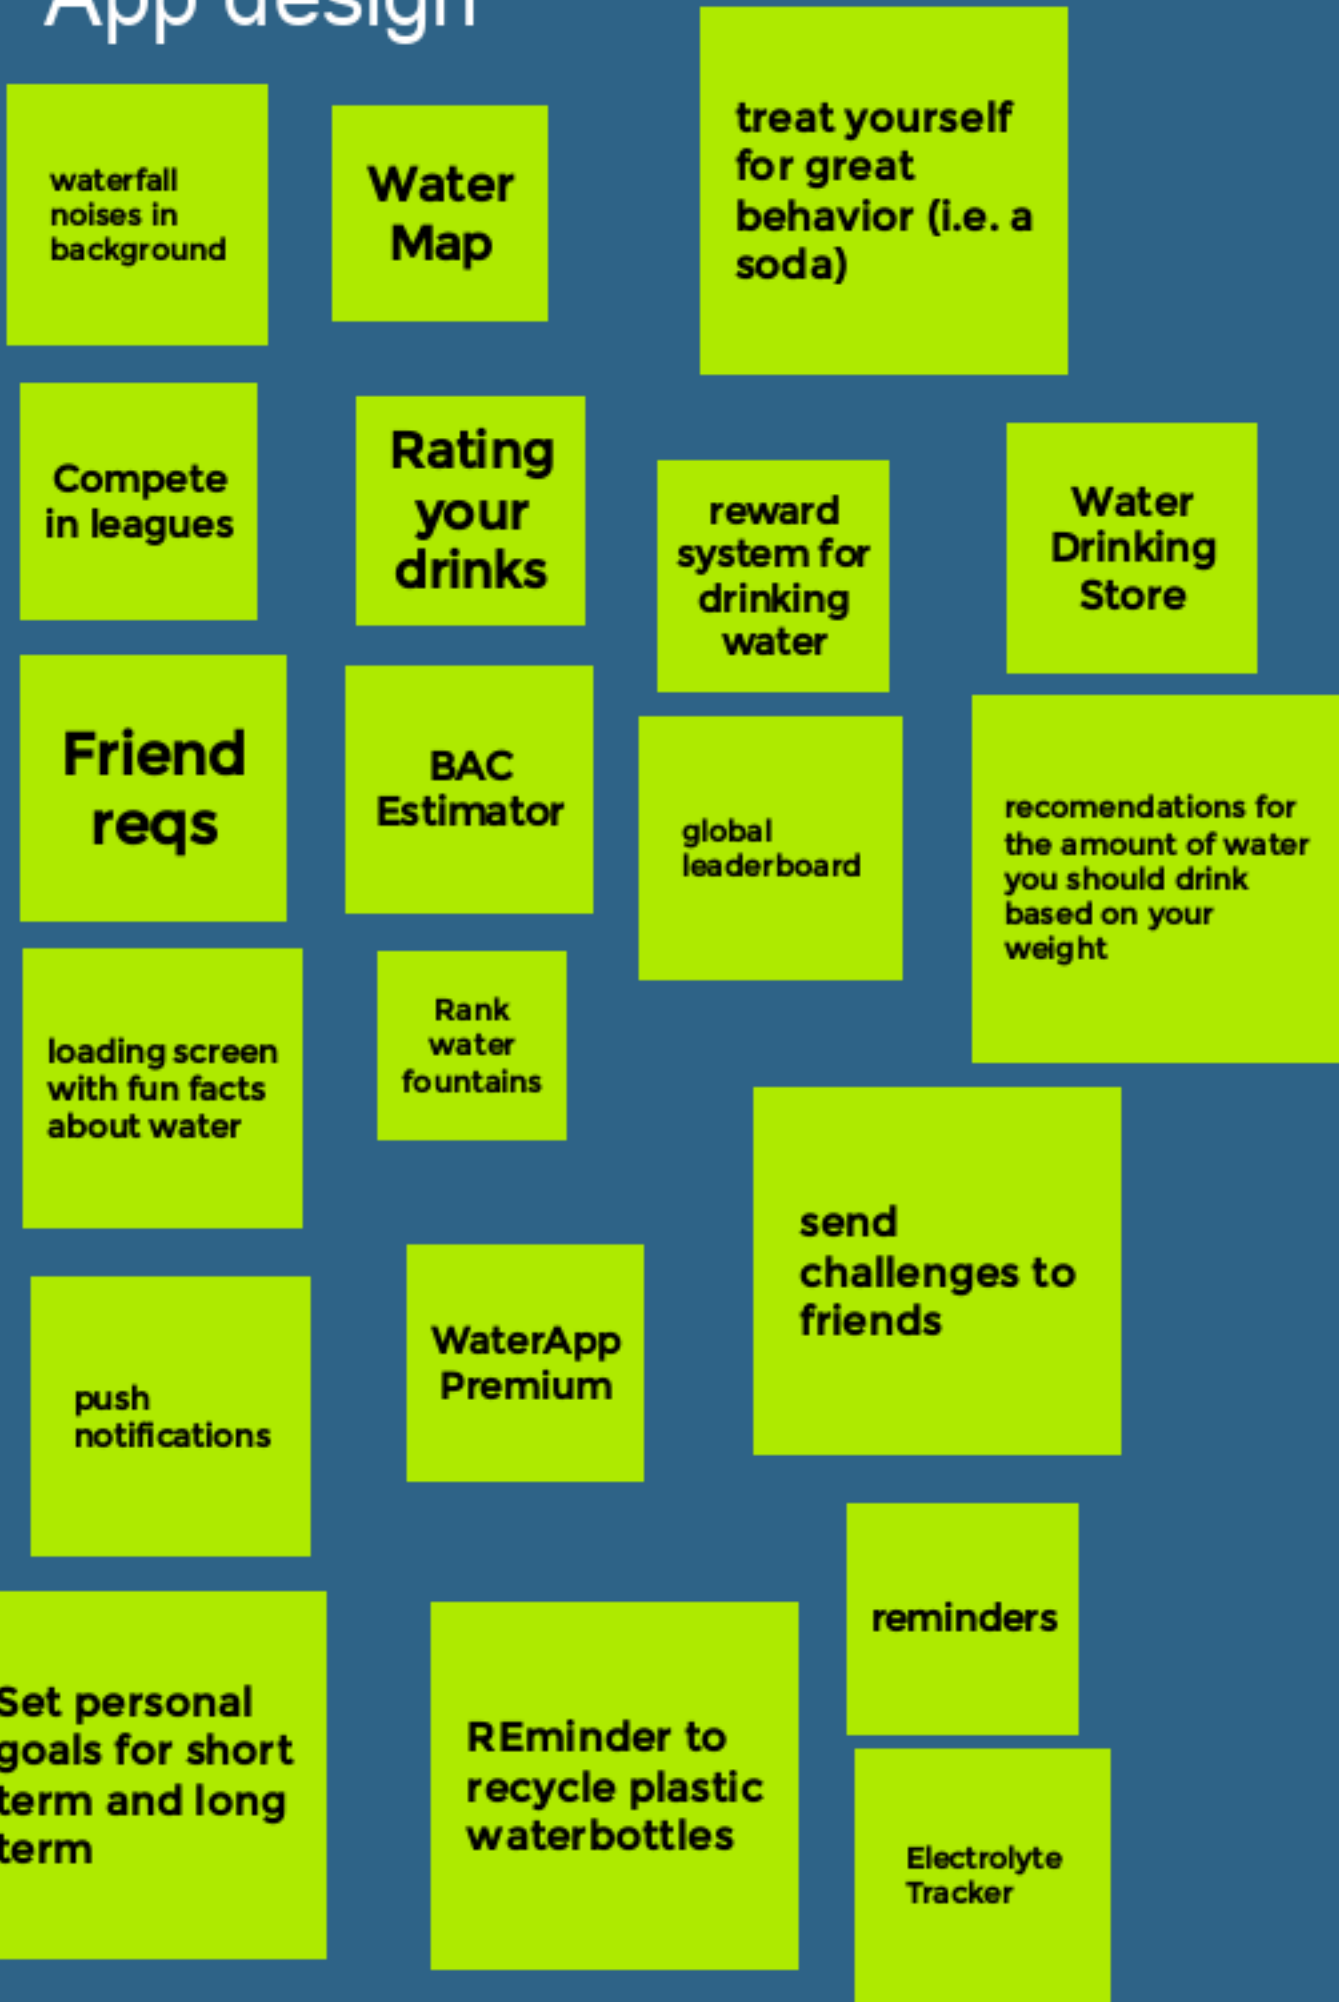 App design
waterfall
noises in
background
Water
Map
treat yourself
for great
behavior (i.e. a
soda)
Compete
in leagues
Rating
your
drinks
reward
system for
drinking
water
Water
Drinking
Store
Friend
reqs
BAC
Estimator
global
leaderboard
recomendations for
the amount of water
you should drink
based on your
weight
loading screen
with fun facts
about water
Rank
water
fountains
send
challenges to
friends
push
notifications
WaterApp
Premium
reminders
Set personal
goals for short
term and long
term
REminder to
recycle plastic
waterbottles
Electrolyte
Tracker